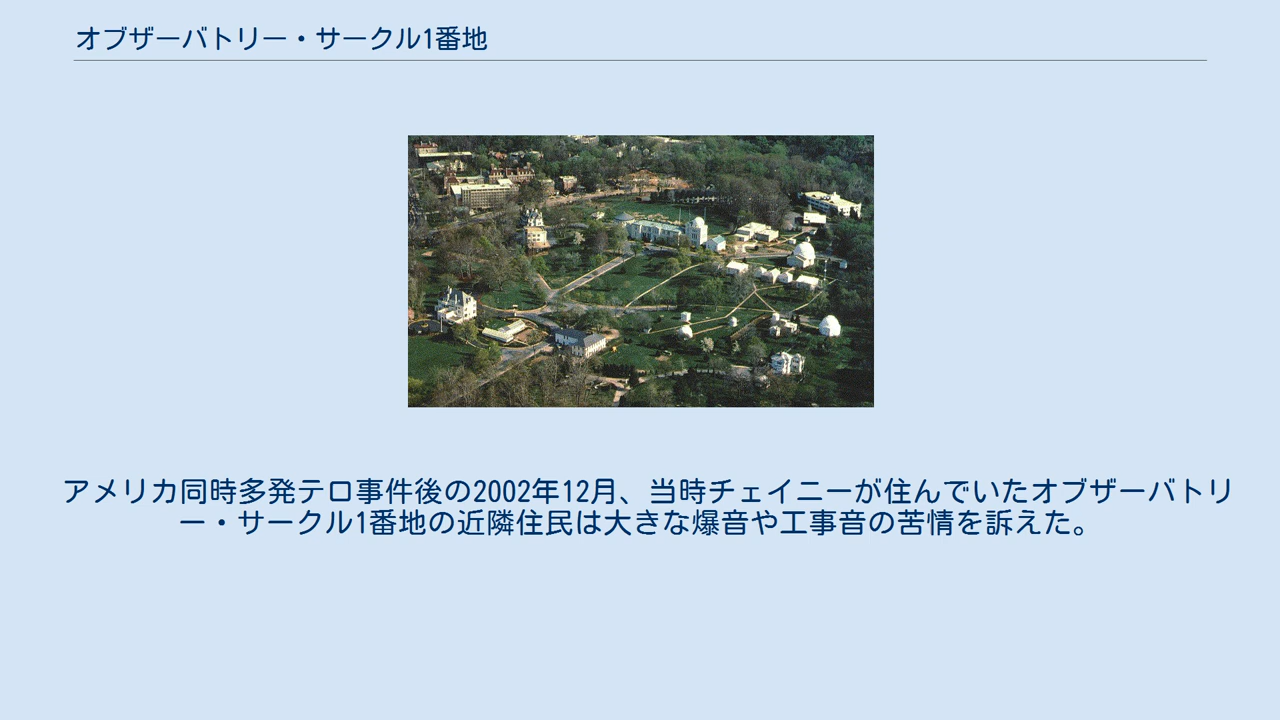 オブザーバトリー・サークル1番地
アメリカ同時多発テロ事件後の2002年12月、当時チェイニーが住んでいたオブザーバトリ
ー・サークル1番地の近隣住民は大きな爆音や工事音の苦情を訴えた。